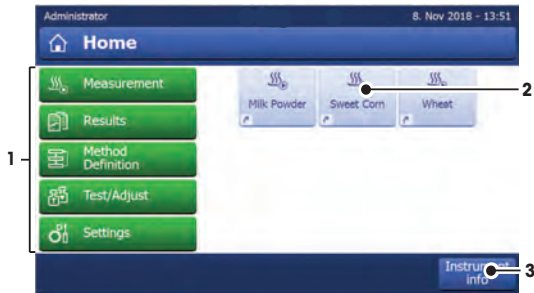 Administrator
8. Nov 2018 - 13:51
Home
Measurement
Results
Method
Definition
Test/Adjust
Settings
Milk Powder
Sweet Corn
Wheat
Instrument
info
1
2
3